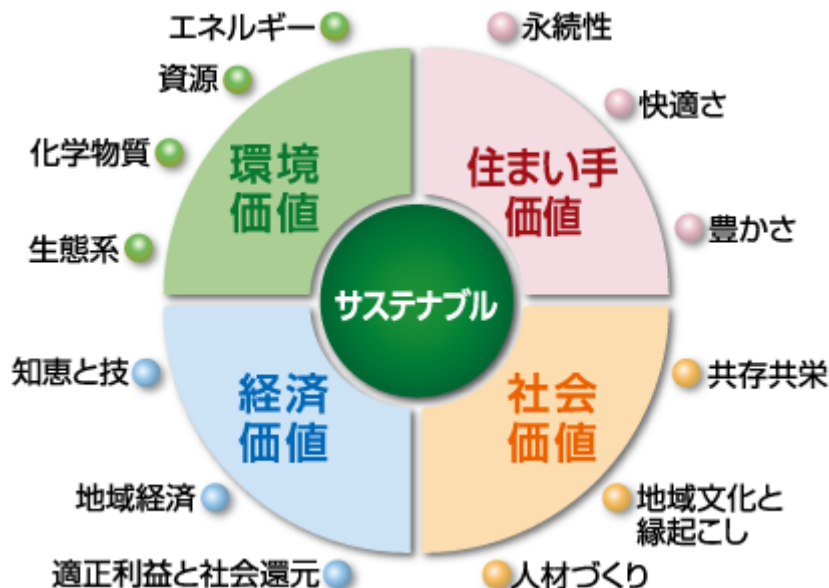 エネルギー
永続性
資源
快適さ
化学物質
環境
価値
住まい手
価値
生態系
豊かさ
サステナブル
知恵と技
共存共栄
経済
価値
社会
価値
地域経済
地域文化と
縁起こし
適正利益と社会還元
人材づくり